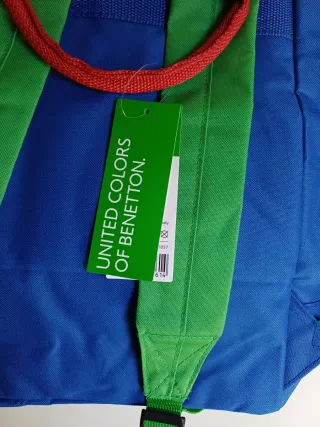 UNITED COLORS
OF BENETTON.